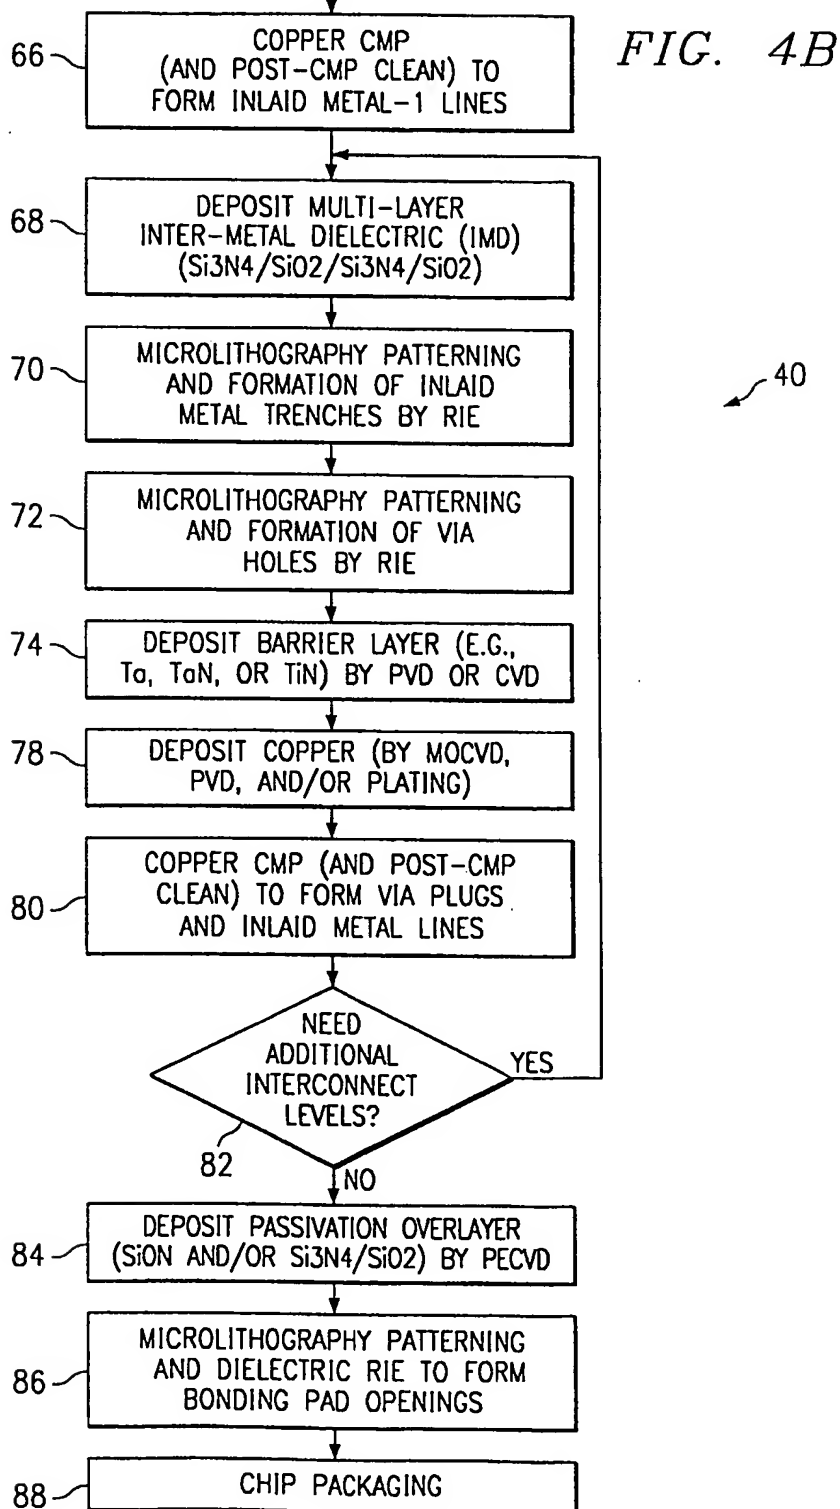 FIG. 4B
66
COPPER CMP
(AND POST-CMP CLEAN) TO
FORM INLAID METAL-1 LINES
68
DEPOSIT MULTI-LAYER
INTER-METAL DIELECTRIC (IMD)
(Si3N4/SiO2/Si3N4/SiO2)
70
MICROLITHOGRAPHY PATTERNING
AND FORMATION OF INLAID
METAL TRENCHES BY RIE
40
72
MICROLITHOGRAPHY PATTERNING
AND FORMATION OF VIA
HOLES BY RIE
74
DEPOSIT BARRIER LAYER (E.G.,
Ta, TaN, OR TiN) BY PVD OR CVD
78
DEPOSIT COPPER (BY MOCVD,
PVD, AND/OR PLATING)
80
COPPER CMP (AND POST-CMP
CLEAN) TO FORM VIA PLUGS
AND INLAID METAL LINES
NEED
ADDITIONAL
INTERCONNECT
LEVELS?
YES
82
NO
84
DEPOSIT PASSIVATION OVERLAYER
(SiON AND/OR Si3N4/SiO2) BY PECVD
86
MICROLITHOGRAPHY PATTERNING
AND DIELECTRIC RIE TO FORM
BONDING PAD OPENINGS
88
CHIP PACKAGING